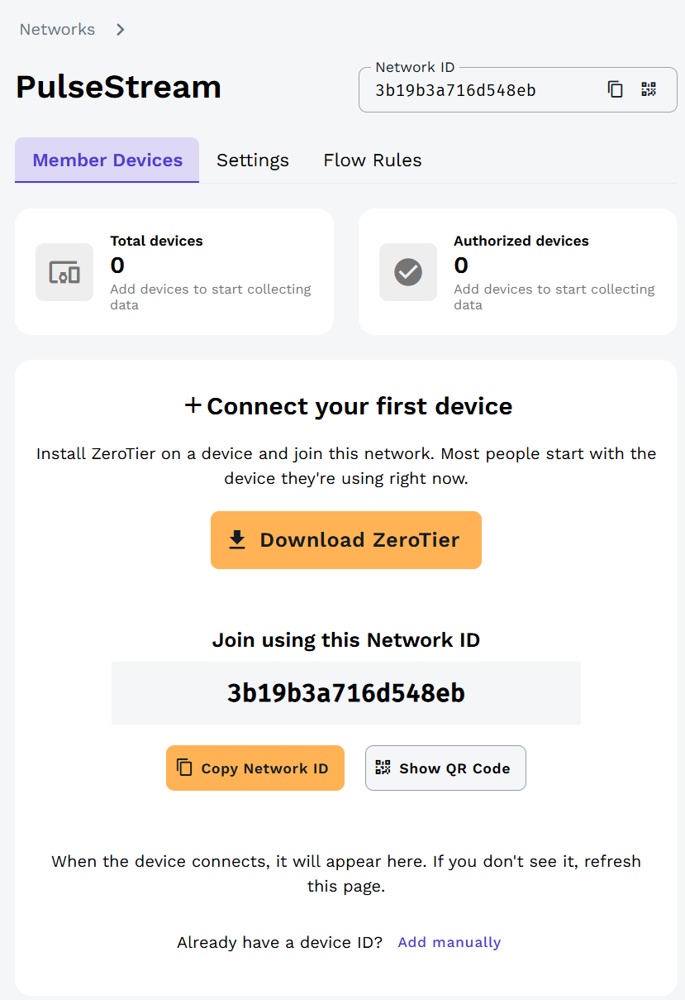 Networks
PulseStream
Network ID
3b19b3a716d548eb
Member Devices
Settings
Flow Rules
Total devices
0
Add devices to start collecting
data
Authorized devices
0
Add devices to start collecting
data
+ Connect your first device
Install ZeroTier on a device and join this network. Most people start with the
device they're using right now.
Download ZeroTier
Join using this Network ID
3b19b3a716d548eb
Copy Network ID
Show QR Code
When the device connects, it will appear here. If you don't see it, refresh
this page.
Already have a device ID? Add manually